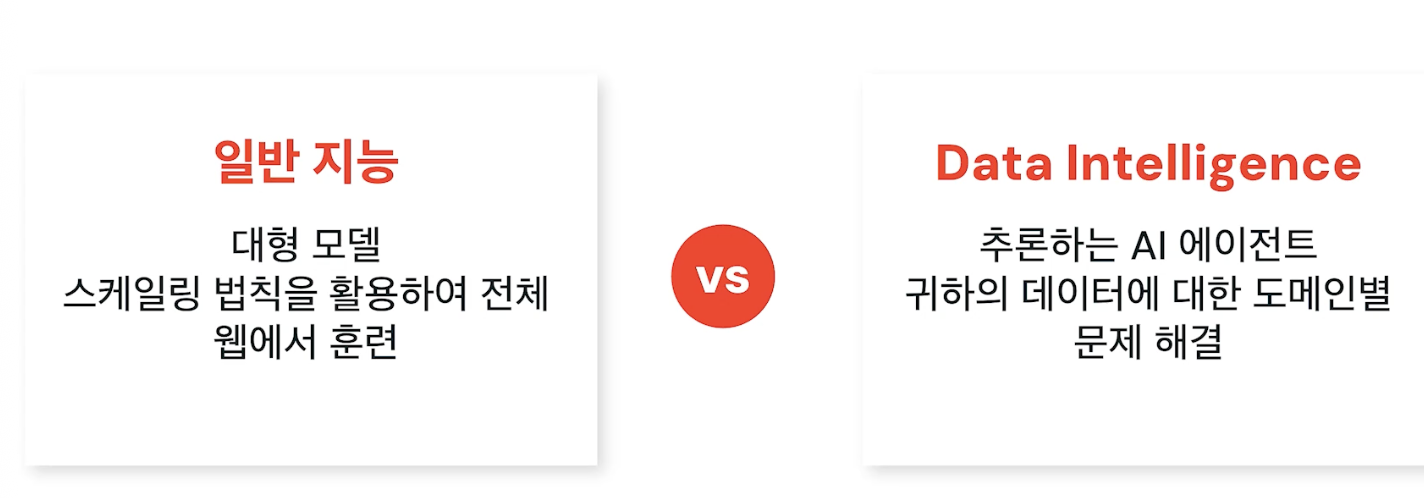 일반 지능
대형 모델
스케일링 법칙을 활용하여 전체
웹에서 훈련
vs
Data Intelligence
추론하는 AI 에이전트
귀하의 데이터에 대한 도메인별
문제 해결